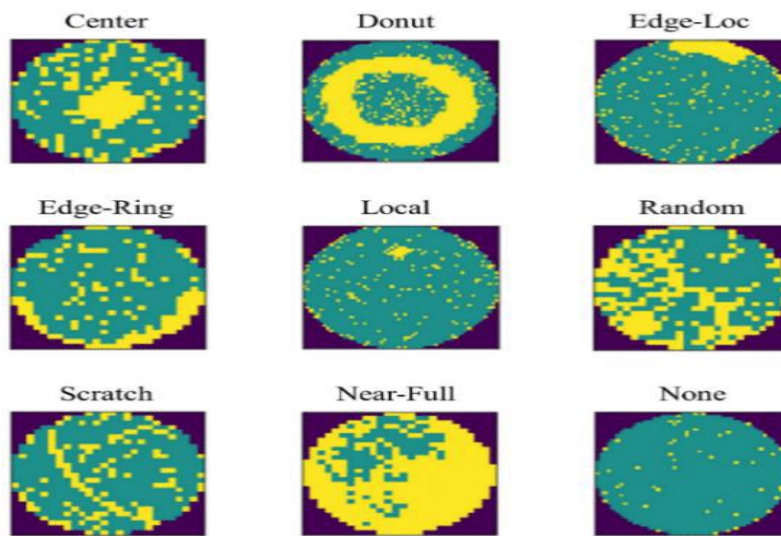 Center
Donut
Edge-Loc
Edge-Ring
Local
Random
Scratch
Near-Full
None